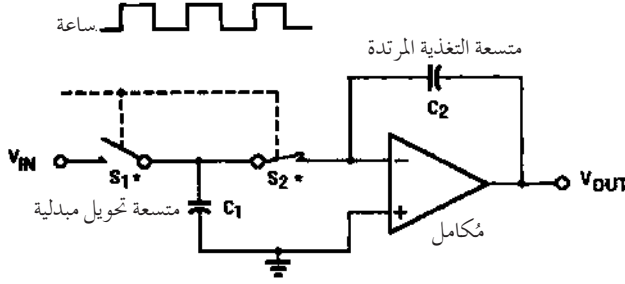 ساعة
متسعة التغذية المرتدة
C2
VIN
S1*
S2*
−
+
VOUT
متسعة تحويل مبدلية
C1
مُكامل